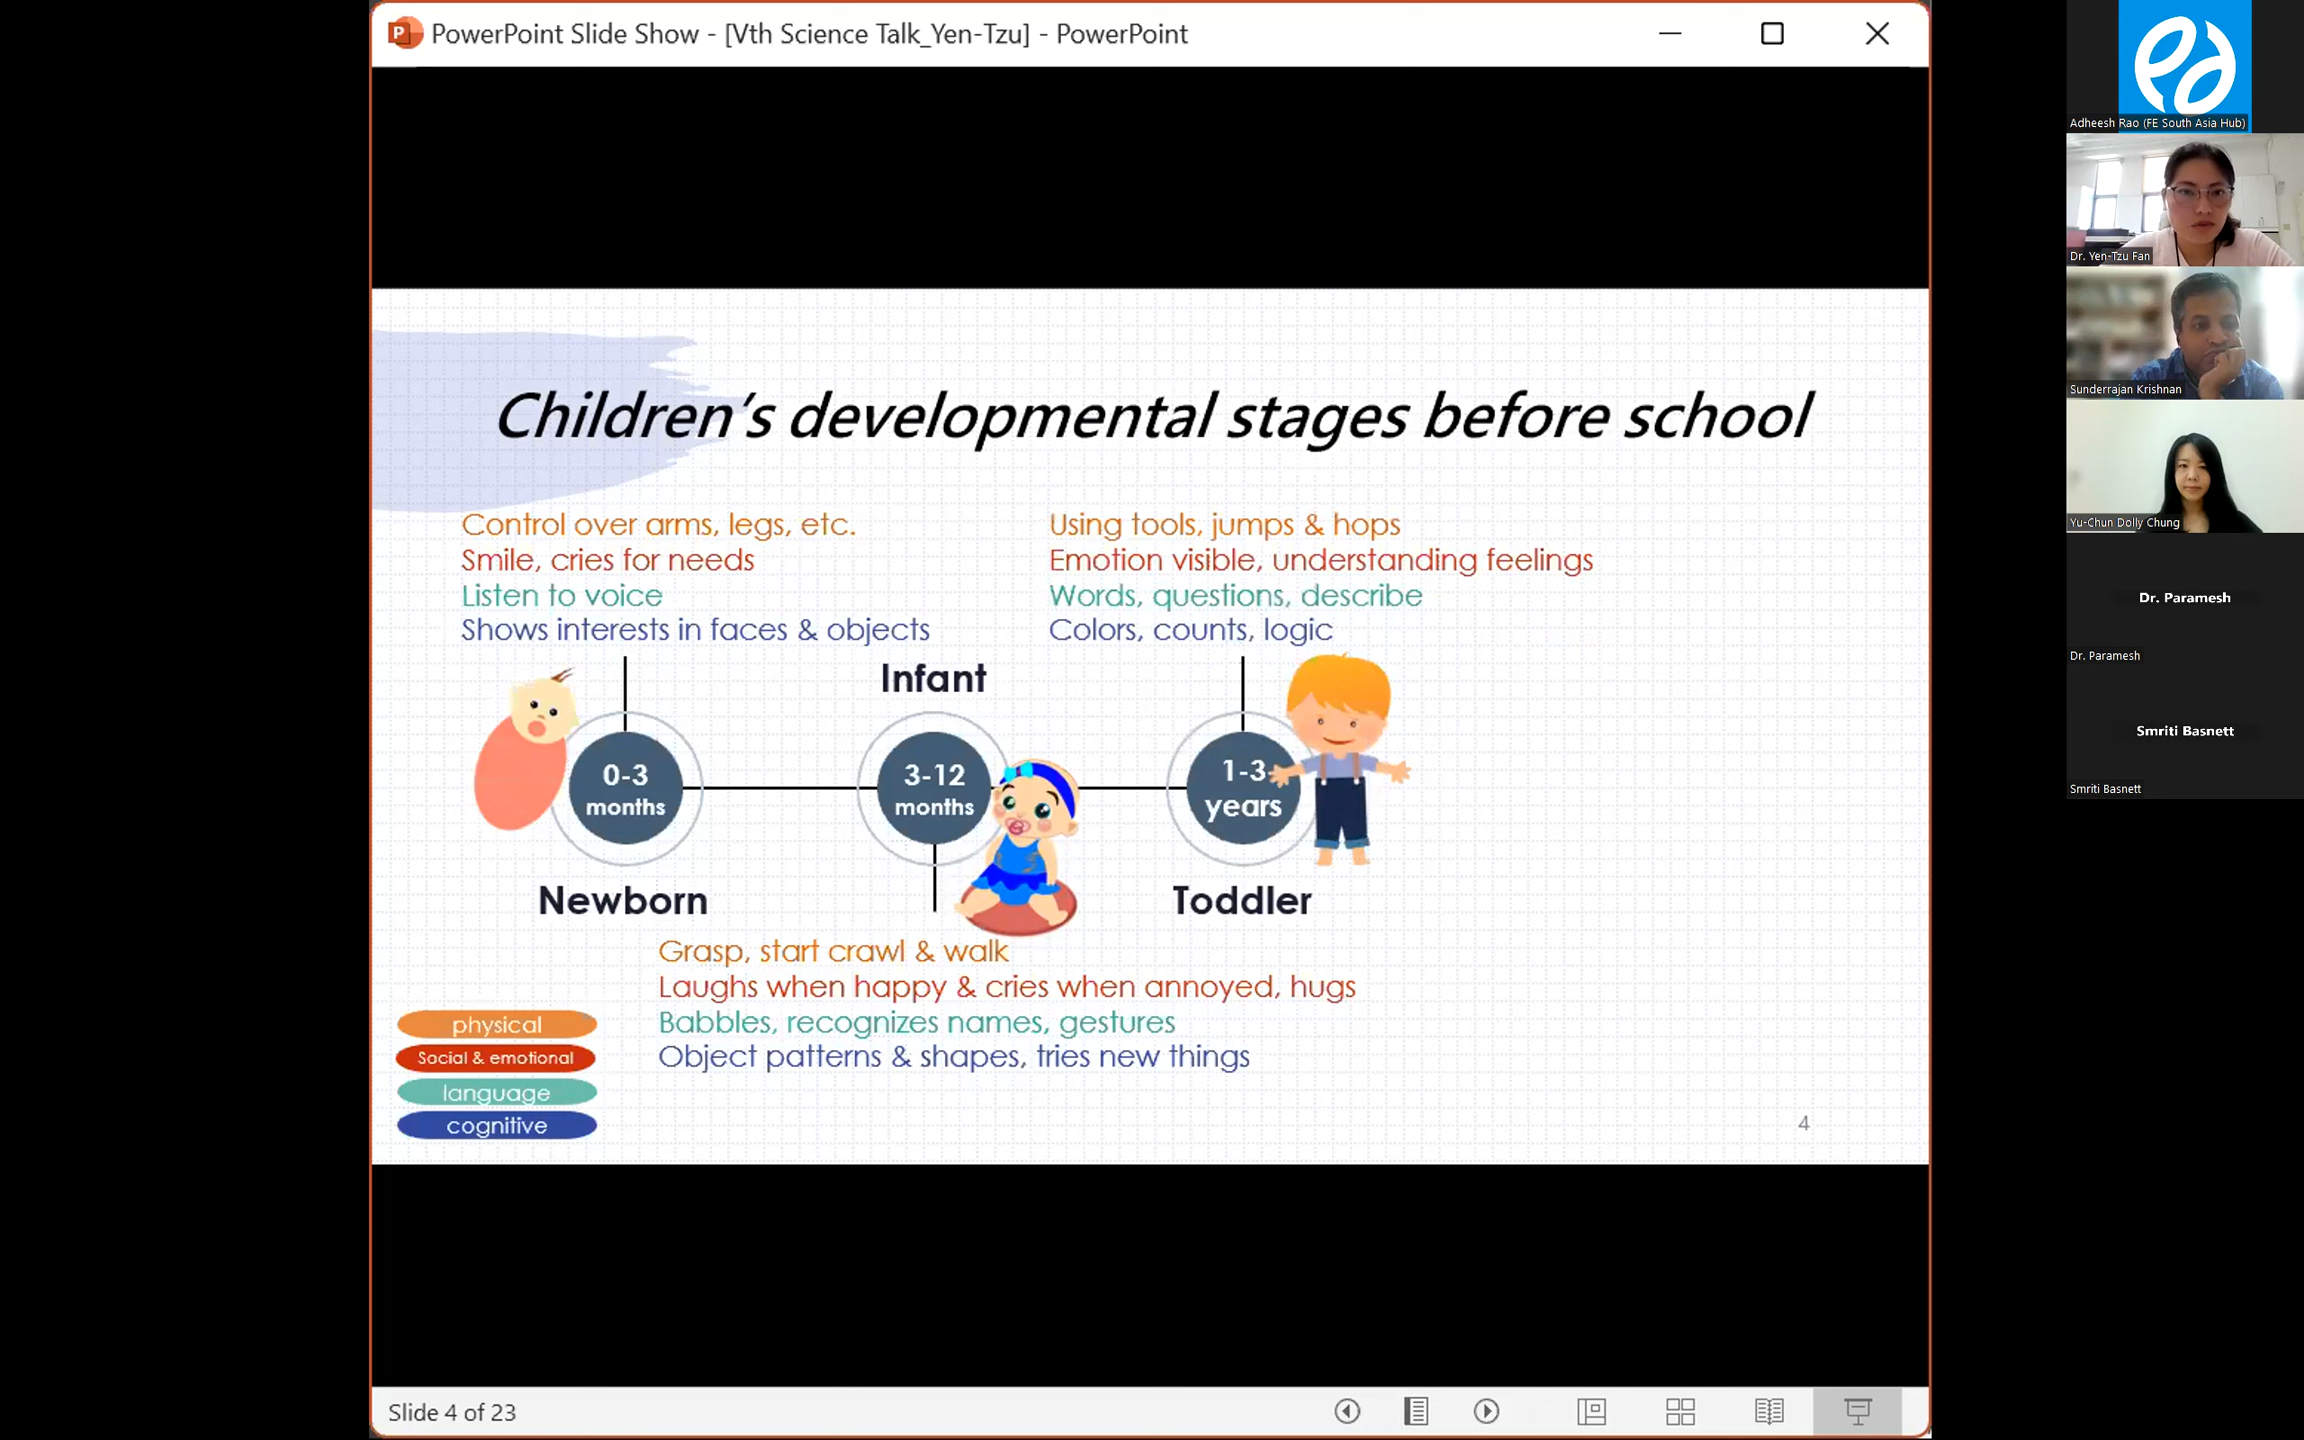 PowerPoint Slide Show - [Vth Science Talk_Yen-Tzu] - PowerPoint
Children's developmental stages before school
Control over arms, legs, etc.
Smile, cries for needs
Listen to voice
Shows interests in faces & objects
Using tools, jumps & hops
Emotion visible, understanding feelings
Words, questions, describe
Colors, counts, logic
Infant
0-3
months
3-12
months
1-3
years
Newborn
Toddler
Grasp, start crawl & walk
Laughs when happy & cries when annoyed, hugs
Babbles, recognizes names, gestures
Object patterns & shapes, tries new things
physical
Social & emotional
language
cognitive
4
Slide 4 of 23
Adheesh Rao (FE South Asia Hub)
Dr. Yen-Tzu Fan
Sunderrajan Krishnan
Yu-Chun Dolly Chung
Dr. Paramesh
Dr. Paramesh
Smriti Basnett
Smriti Basnett